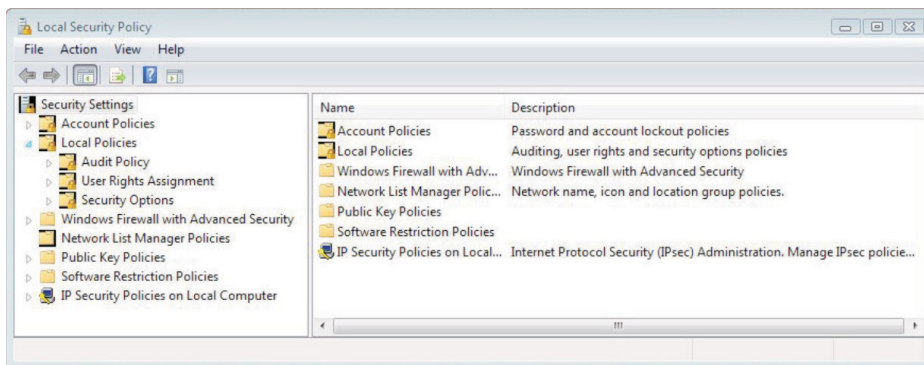 Local Security Policy
File Action View Help
Security Settings
Account Policies
Local Policies
Audit Policy
User Rights Assignment
Security Options
Windows Firewall with Advanced Security
Network List Manager Policies
Public Key Policies
Software Restriction Policies
IP Security Policies on Local Computer
Name Description
Account Policies Password and account lockout policies
Local Policies Auditing, user rights and security options policies
Windows Firewall with Adv... Windows Firewall with Advanced Security
Network List Manager Polic... Network name, icon and location group policies.
Public Key Policies
Software Restriction Policies
IP Security Policies on Local... Internet Protocol Security (IPsec) Administration. Manage IPsec policie...